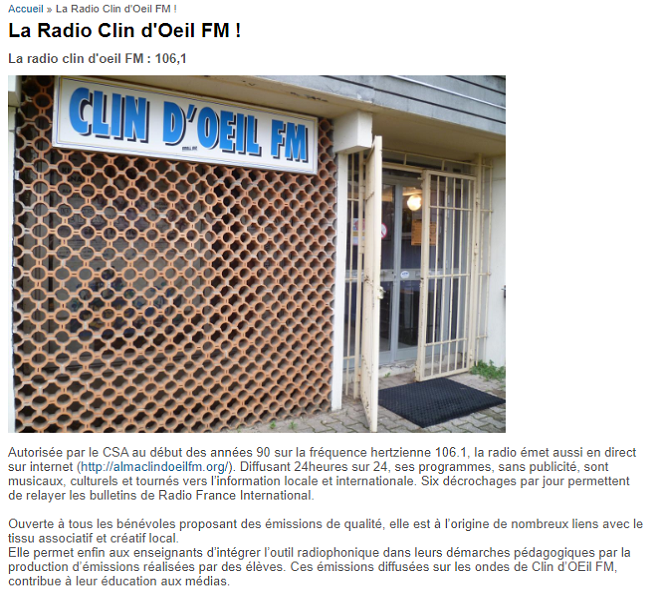 Accueil » La Radio Clin d'Oeil FM !
La Radio Clin d'Oeil FM !
La radio clin d'oeil FM : 106,1
CLIN D'OEIL FM
Autorisée par le CSA au début des années 90 sur la fréquence hertzienne 106.1, la radio émet aussi en direct
sur internet (http://almaclindoeilfm.org/). Diffusant 24heures sur 24, ses programmes, sans publicité, sont
musicaux, culturels et tournés vers l'information locale et internationale. Six décrochages par jour permettent
de relayer les bulletins de Radio France International.
Ouverte à tous les bénévoles proposant des émissions de qualité, elle est à l'origine de nombreux liens avec le
tissu associatif et créatif local.
Elle permet enfin aux enseignants d'intégrer l'outil radiophonique dans leurs démarches pédagogiques par la
production d'émissions réalisées par des élèves. Ces émissions diffusées sur les ondes de Clin d'OEil FM,
contribue à leur éducation aux médias.